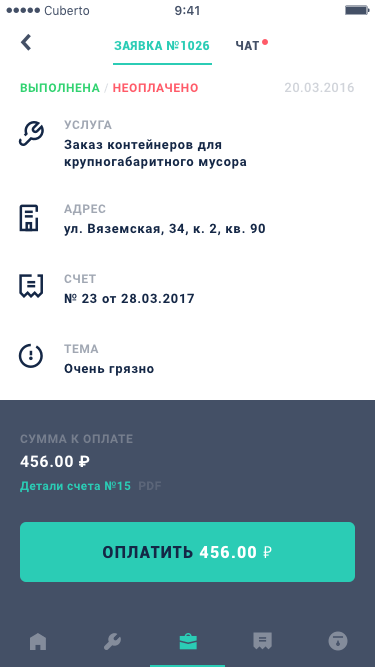 Cuberto 9:41
ЗАЯВКА №1026 ЧАТ
ВЫПОЛНЕНА / НЕОПЛАЧЕНО 20.03.2016
УСЛУГА
Заказ контейнеров для
крупногабаритного мусора
АДРЕС
ул. Вяземская, 34, к. 2, кв. 90
СЧЕТ
№ 23 от 28.03.2017
ТЕМА
Очень грязно
СУММА К ОПЛАТЕ
456.00 ₽
Детали счета №15 PDF
ОПЛАТИТЬ 456.00 ₽